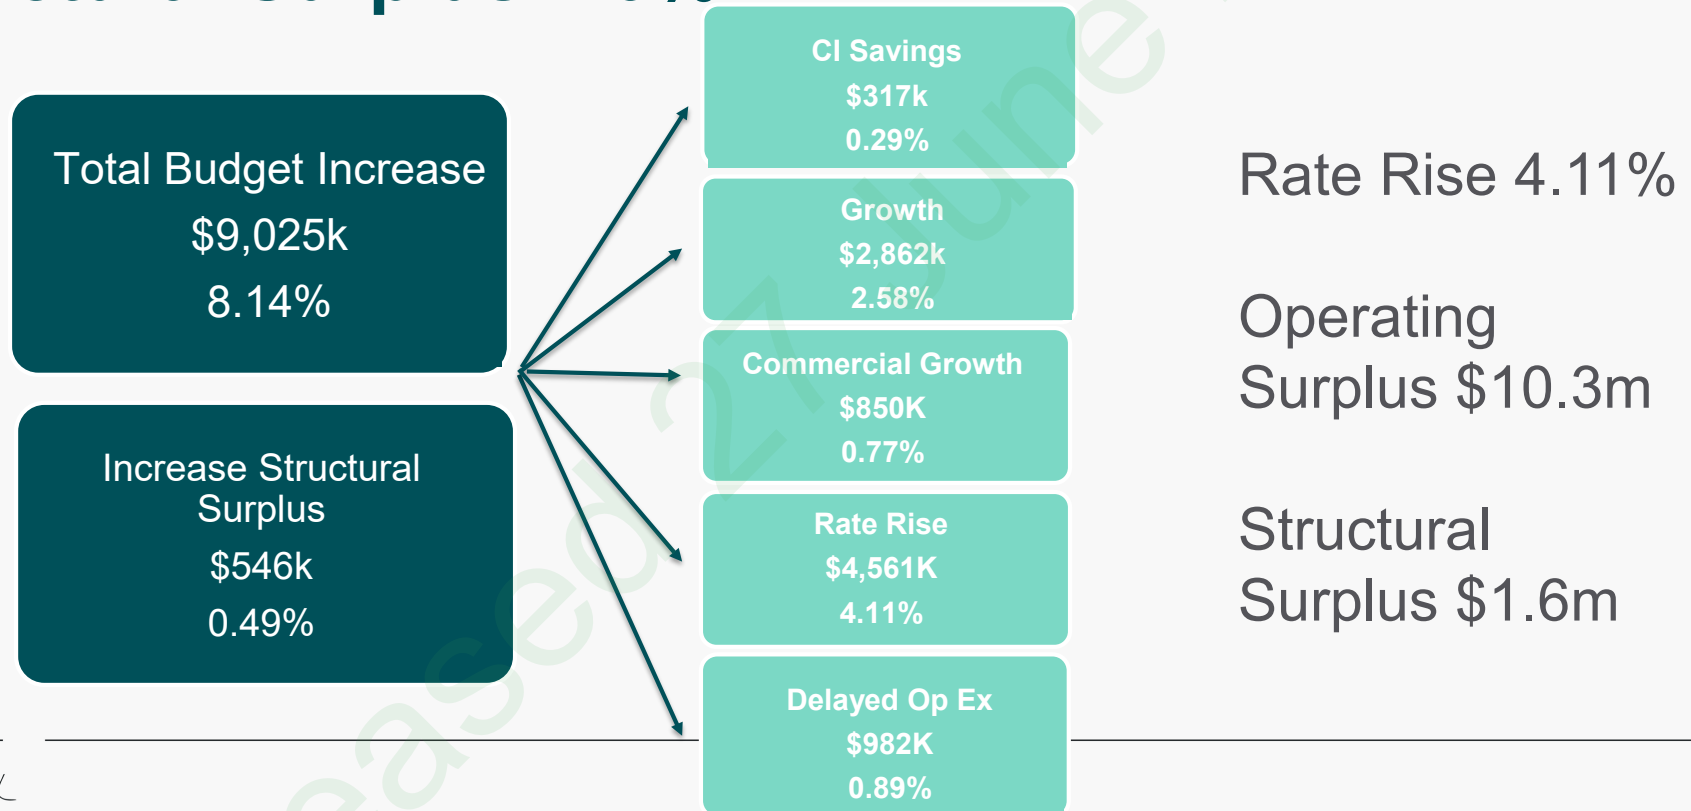 Total Budget Increase
$9,025k
8.14%
Increase Structural
Surplus
$546k
0.49%
CI Savings
$317k
0.29%
Growth
$2,862k
2.58%
Commercial Growth
$850K
0.77%
Rate Rise
$4,561K
4.11%
Delayed Op Ex
$982K
0.89%
Rate Rise 4.11%
Operating
Surplus $10.3m
Structural
Surplus $1.6m
27 June